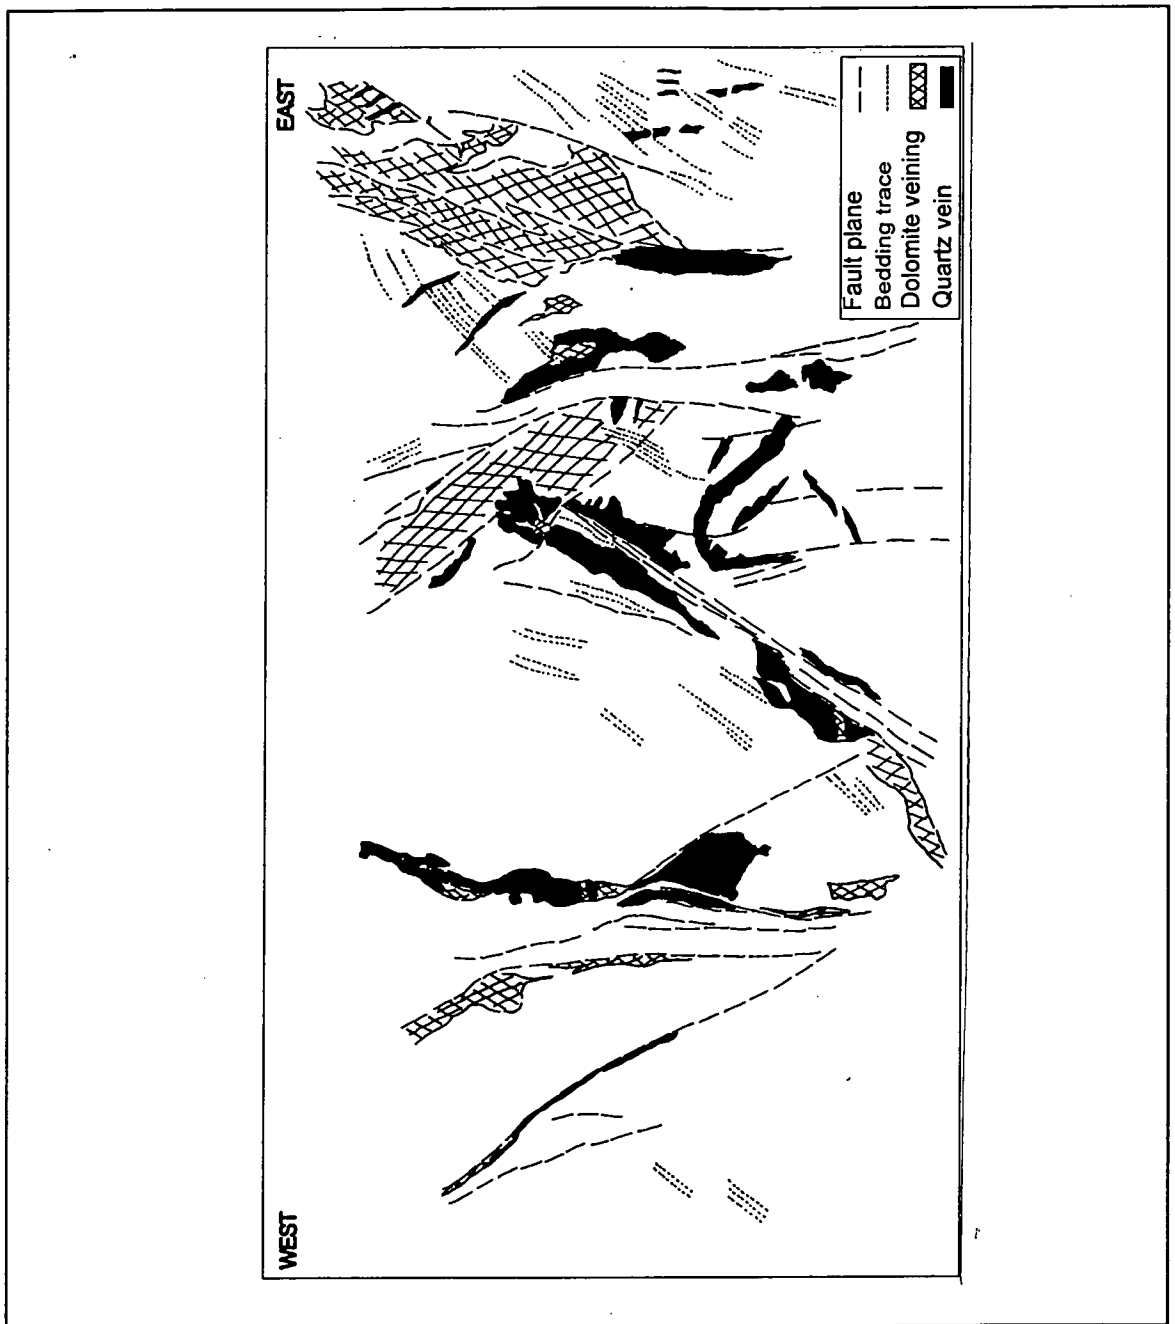 WEST
EAST
Fault plane
Bedding trace
Dolomite veining
Quartz vein